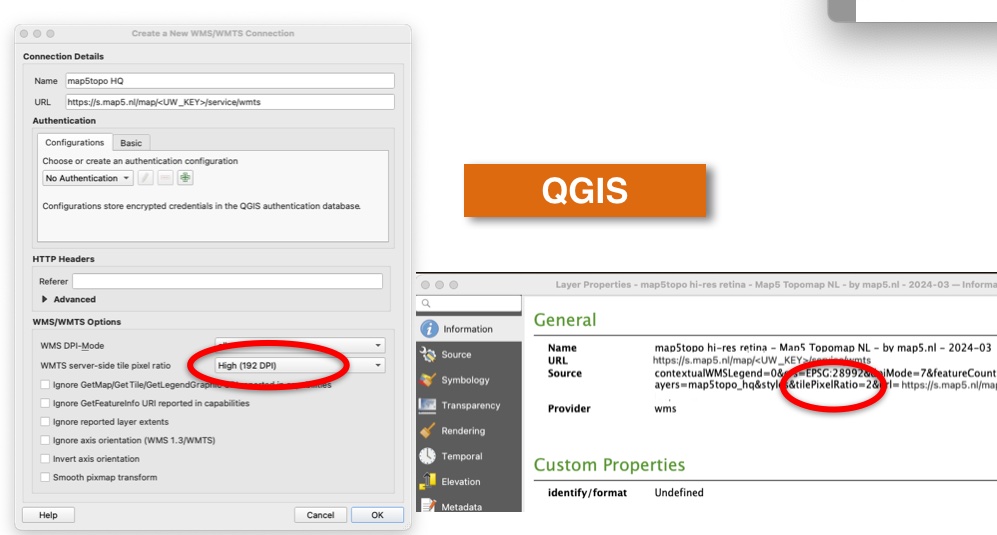 Create a New WMS/WMTS Connection
Connection Details
Name map5topo HQ
URL https://s.map5.nl/map/<UW_KEY>/service/wmts
Authentication
Configurations Basic
Choose or create an authentication configuration
No Authentication
Configurations store encrypted credentials in the QGIS authentication database.
HTTP Headers
Referer
Advanced
WMS/WMTS Options
WMS DPI-Mode
WMTS server-side tile pixel ratio High (192 DPI)
Ignore GetMap/GetTile/GetLegendGraphic URI reported in capabilities
Ignore GetFeatureInfo URI reported in capabilities
Ignore reported layer extents
Ignore axis orientation (WMS 1.3/WMTS)
Invert axis orientation
Smooth pixmap transform
Help Cancel OK
QGIS
Layer Properties - map5topo hi-res retina - Map5 Topomap NL - by map5.nl - 2024-03 — Informa
Information
Source
Symbology
Transparency
Rendering
Temporal
Elevation
Metadata
General
Name map5topo hi-res retina - Map5 Topomap NL - by map5.nl - 2024-03
URL https://s.map5.nl/map/<UW_KEY>/service/wmts
Source contextualWMSLegend=0&crs=EPSG:28992&dpiMode=7&featureCount
ayers=map5topo_hq&styles&tilePixelRatio=2&url= https://s.map5.nl/map
Provider wms
Custom Properties
identify/format Undefined